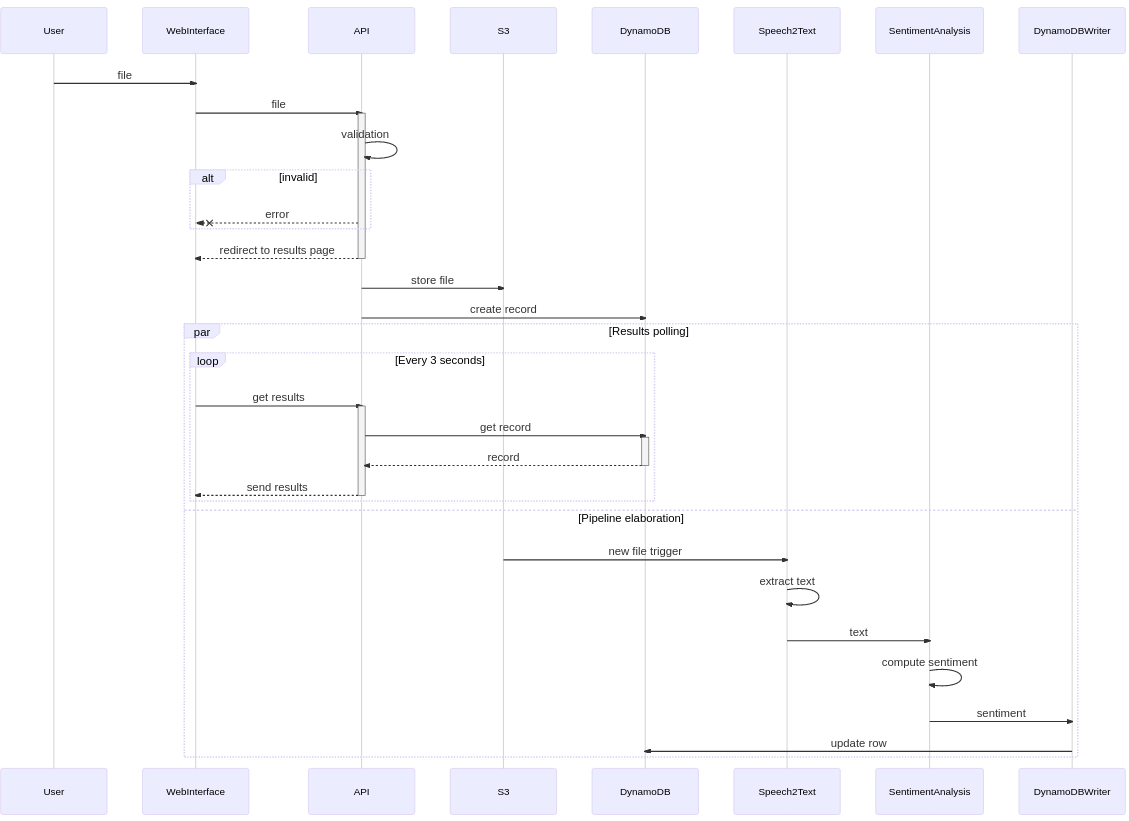 User WebInterface API S3 DynamoDB Speech2Text SentimentAnalysis DynamoDBWriter
file
file
validation
alt [invalid]
error
redirect to results page
store file
create record
par [Results polling]
loop [Every 3 seconds]
get results
get record
record
send results
[Pipeline elaboration]
new file trigger
extract text
text
compute sentiment
sentiment
update row
User WebInterface API S3 DynamoDB Speech2Text SentimentAnalysis DynamoDBWriter